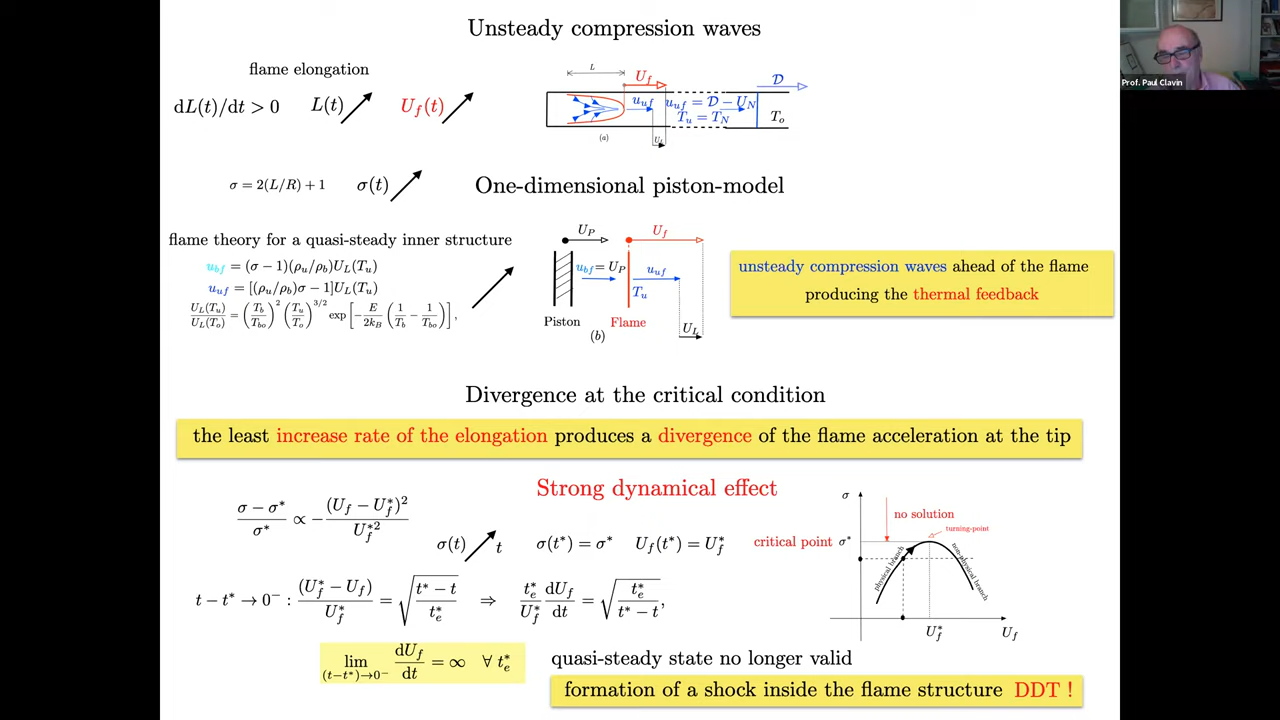 Unsteady compression waves
Prof. Paul Clavin
flame elongation
dL(t)/dt > 0 L(t) U_f(t)
L U_f 𝒟
u_uf u_uf = 𝒟 − U_N
T_u = T_N T_o
U_L
(a)
σ = 2(L/R) + 1 σ(t)
One-dimensional piston-model
flame theory for a quasi-steady inner structure
u_bf = (σ − 1)(ρ_u/ρ_b)U_L(T_u)
u_uf = [(ρ_u/ρ_b)σ − 1]U_L(T_u)
U_L(T_u)/U_L(T_o) = (T_b/T_bo)^2 (T_u/T_o)^3/2 exp[−E/2k_B (1/T_b − 1/T_bo)],
U_P U_f
u_bf = U_P u_uf
T_u
U_L
Piston Flame
(b)
unsteady compression waves ahead of the flame
producing the thermal feedback
Divergence at the critical condition
the least increase rate of the elongation produces a divergence of the flame acceleration at the tip
Strong dynamical effect
(σ − σ*)/σ* ∝ −(U_f − U_f*)^2/U_f*^2
σ(t) t σ(t*) = σ* U_f(t*) = U_f*
t − t* → 0^− : (U_f* − U_f)/U_f* = √((t* − t)/t_e*) ⇒ t_e*/U_f* dU_f/dt = √(t_e*/(t* − t)),
σ
no solution
turning-point
critical point σ*
physical branch
non-physical branch
U_f* U_f
lim (t−t*)→0^− dU_f/dt = ∞ ∀ t_e*
quasi-steady state no longer valid
formation of a shock inside the flame structure DDT !